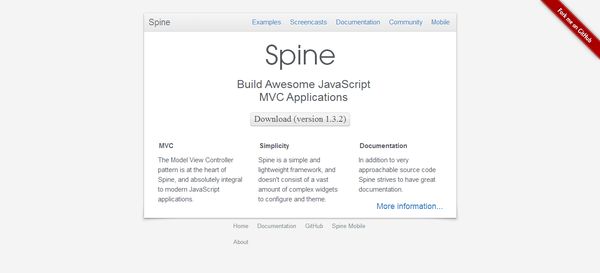 Fork me on GitHub
Spine
Examples Screencasts Documentation Community Mobile
Spine
Build Awesome JavaScript
MVC Applications
Download (version 1.3.2)
MVC
The Model View Controller
pattern is at the heart of
Spine, and absolutely integral
to modern JavaScript
applications.
Simplicity
Spine is a simple and
lightweight framework, and
doesn't consist of a vast
amount of complex widgets
to configure and theme.
Documentation
In addition to very
approachable source code
Spine strives to have great
documentation.
More information...
Home Documentation GitHub Spine Mobile
About